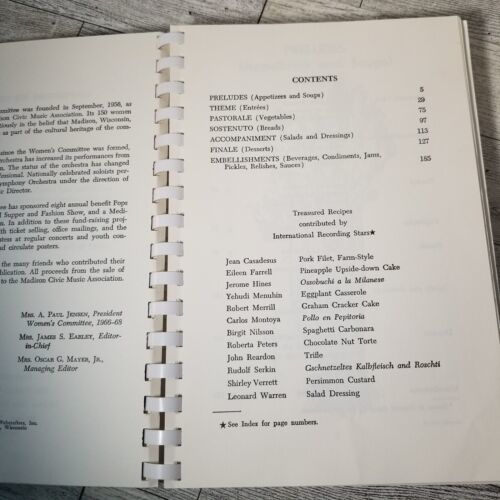 mmittee was founded in September, 1956, as
ison Civic Music Association. Its 150 women
is the belief that Madison, Wisconsin,
as part of the cultural heritage of the com-
ince the Women's Committee was formed,
rchestra has increased its performances from
n. The status of the orchestra has changed
fessional. Nationally celebrated soloists per-
ymphony Orchestra under the direction of
c Director.
ee has sponsored eight annual benefit Pops
l Supper and Fashion Show, and a Medi-
n. In addition to these fund-raising proj-
th ticket selling, office mailings, and the
tess at regular concerts and youth con-
d circulate posters.
the many friends who contributed their
blication. All proceeds from the sale of
to the Madison Civic Music Association.
Mrs. A. Paul Jensen, President
Women's Committee, 1966-68
Mrs. James S. Earley, Editor-
in-Chief
Mrs. Oscar G. Mayer, Jr.,
Managing Editor
Inc.
Wisconsin
CONTENTS
PRELUDES (Appetizers and Soups) 5
THEME (Entrées) 29
PASTORALE (Vegetables) 75
SOSTENUTO (Breads) 97
ACCOMPANIMENT (Salads and Dressings) 113
FINALE (Desserts) 127
EMBELLISHMENTS (Beverages, Condiments, Jams, 185
Pickles, Relishes, Sauces)
Treasured Recipes
contributed by
International Recording Stars★
Jean Casadesus Pork Filet, Farm-Style
Eileen Farrell Pineapple Upside-down Cake
Jerome Hines Ossobuchi a la Milanese
Yehudi Menuhin Eggplant Casserole
Robert Merrill Graham Cracker Cake
Carlos Montoya Pollo en Pepitoria
Birgit Nilsson Spaghetti Carbonara
Roberta Peters Chocolate Nut Torte
John Reardon Trifle
Rudolf Serkin Gschnetzeltes Kalbfleisch and Roschti
Shirley Verrett Persimmon Custard
Leonard Warren Salad Dressing
★ See Index for page numbers.